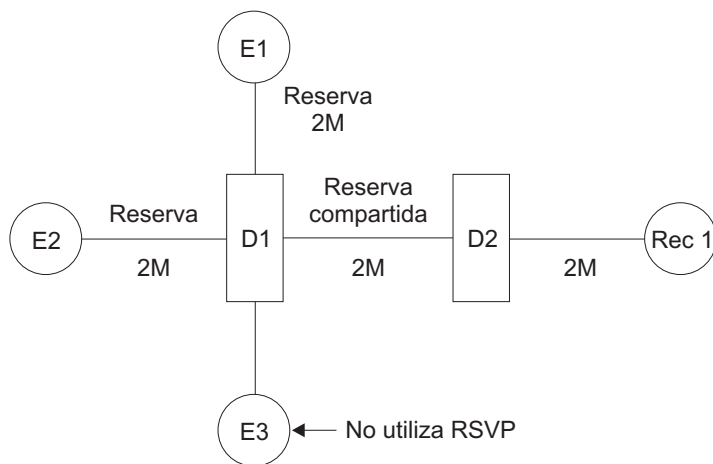 E1
Reserva
2M
Reserva
Reserva
compartida
E2
D1
D2
Rec 1
2M
2M
2M
E3
No utiliza RSVP